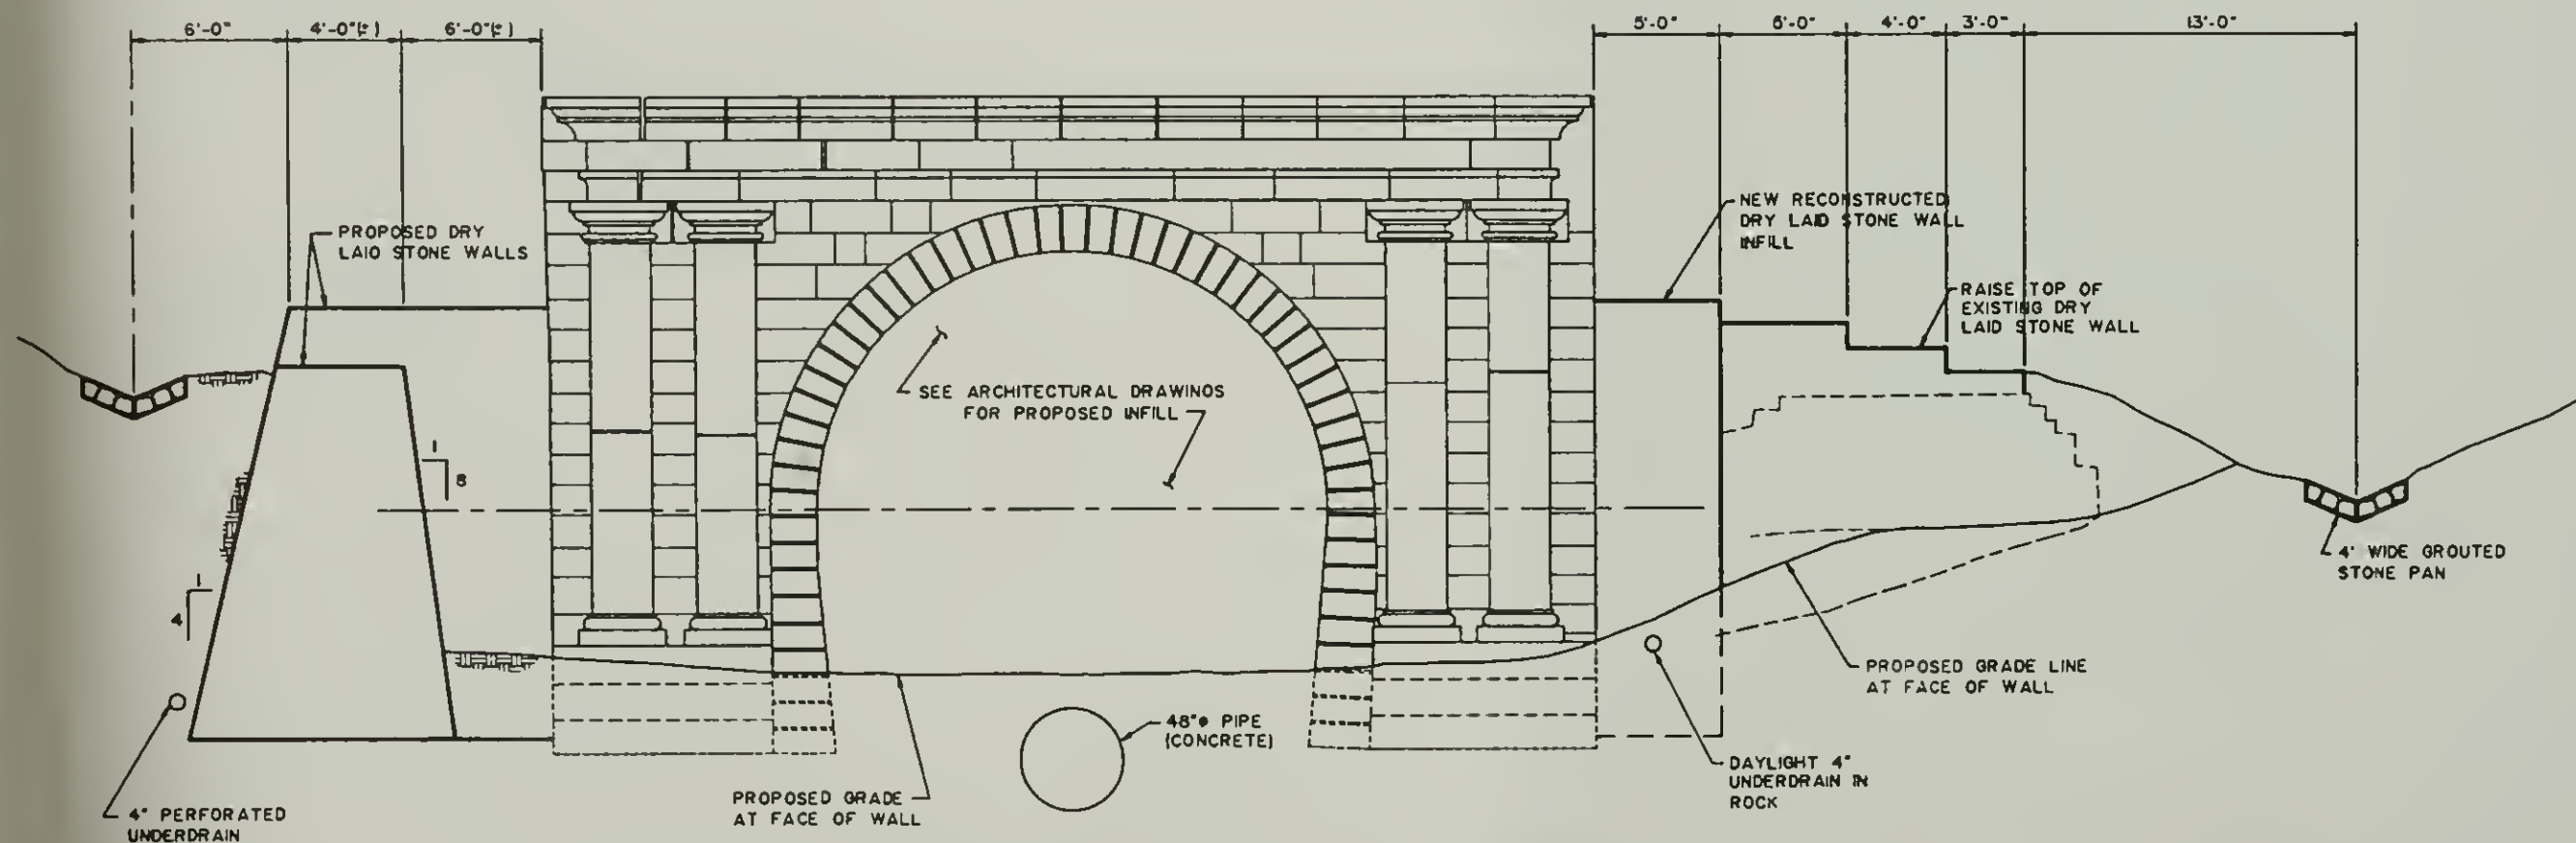 6'-0" 4'-0"(±) 6'-0"(±) 5'-0" 5'-0" 4'-0" 3'-0" 13'-0"
PROPOSED DRY
LAID STONE WALLS
NEW RECONSTRUCTED
DRY LAID STONE WALL
INFILL
RAISE TOP OF
EXISTING DRY
LAID STONE WALL
SEE ARCHITECTURAL DRAWINGS
FOR PROPOSED INFILL
1
8
1
4
4' WIDE GROUTED
STONE PAN
PROPOSED GRADE LINE
AT FACE OF WALL
48"ø PIPE
(CONCRETE)
DAYLIGHT 4"
UNDERDRAIN IN
ROCK
PROPOSED GRADE
AT FACE OF WALL
4" PERFORATED
UNDERDRAIN